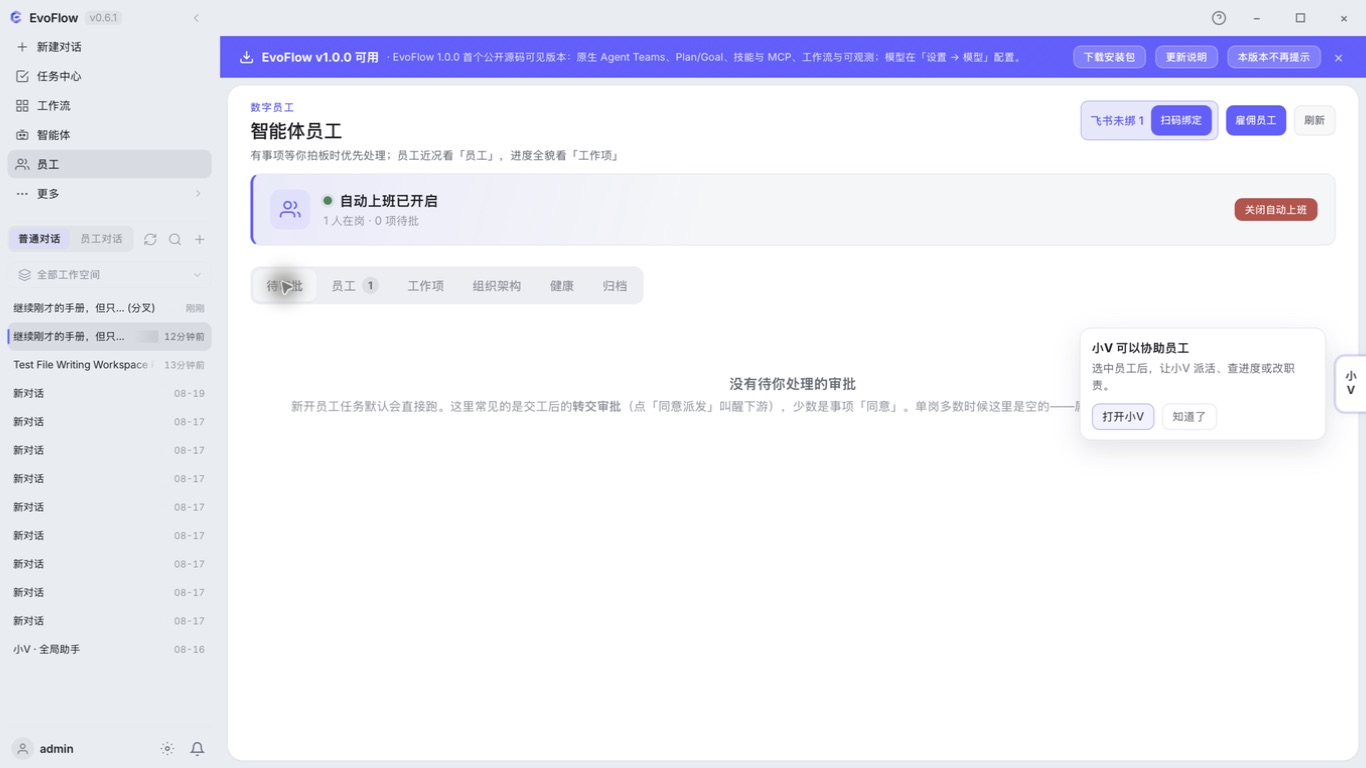 EvoFlow v0.6.1
新建对话
任务中心
工作流
智能体
员工
更多
普通对话 员工对话
全部工作空间
继续刚才的手册，但只... (分叉) 刚刚
继续刚才的手册，但只... 12分钟前
Test File Writing Workspace 13分钟前
新对话 08-19
新对话 08-17
新对话 08-17
新对话 08-17
新对话 08-17
新对话 08-17
新对话 08-17
新对话 08-17
新对话 08-17
小V · 全局助手 08-16
admin
EvoFlow v1.0.0 可用 · EvoFlow 1.0.0 首个公开源码可见版本：原生 Agent Teams、Plan/Goal、技能与 MCP、工作流与可观测；模型在「设置 → 模型」配置。 下载安装包 更新说明 本版本不再提示
数字员工
智能体员工
有事项等你拍板时优先处理；员工近况看「员工」，进度全貌看「工作项」
飞书未绑 1 扫码绑定 雇佣员工 刷新
自动上班已开启
1 人在岗 · 0 项待批
关闭自动上班
待 批 员工 1 工作项 组织架构 健康 归档
没有待你处理的审批
新开员工任务默认会直接跑。这里常见的是交工后的转交审批（点「同意派发」叫醒下游），少数是事项「同意」。单岗多数时候这里是空的——
小V 可以协助员工
选中员工后，让小V 派活、查进度或改职
责。
打开小V 知道了
小
V